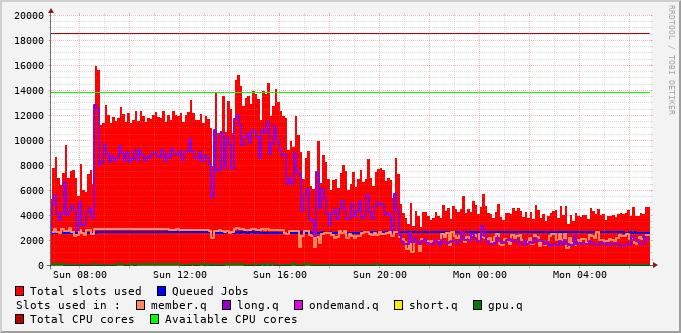 20000
18000
16000
14000
12000
10000
8000
6000
4000
2000
0
Sun 08:00 Sun 12:00 Sun 16:00 Sun 20:00 Mon 00:00 Mon 04:00
RRDTOOL / TOBI OETIKER
Total slots used Queued Jobs
Slots used in : member.q long.q ondemand.q short.q gpu.q
Total CPU cores Available CPU cores